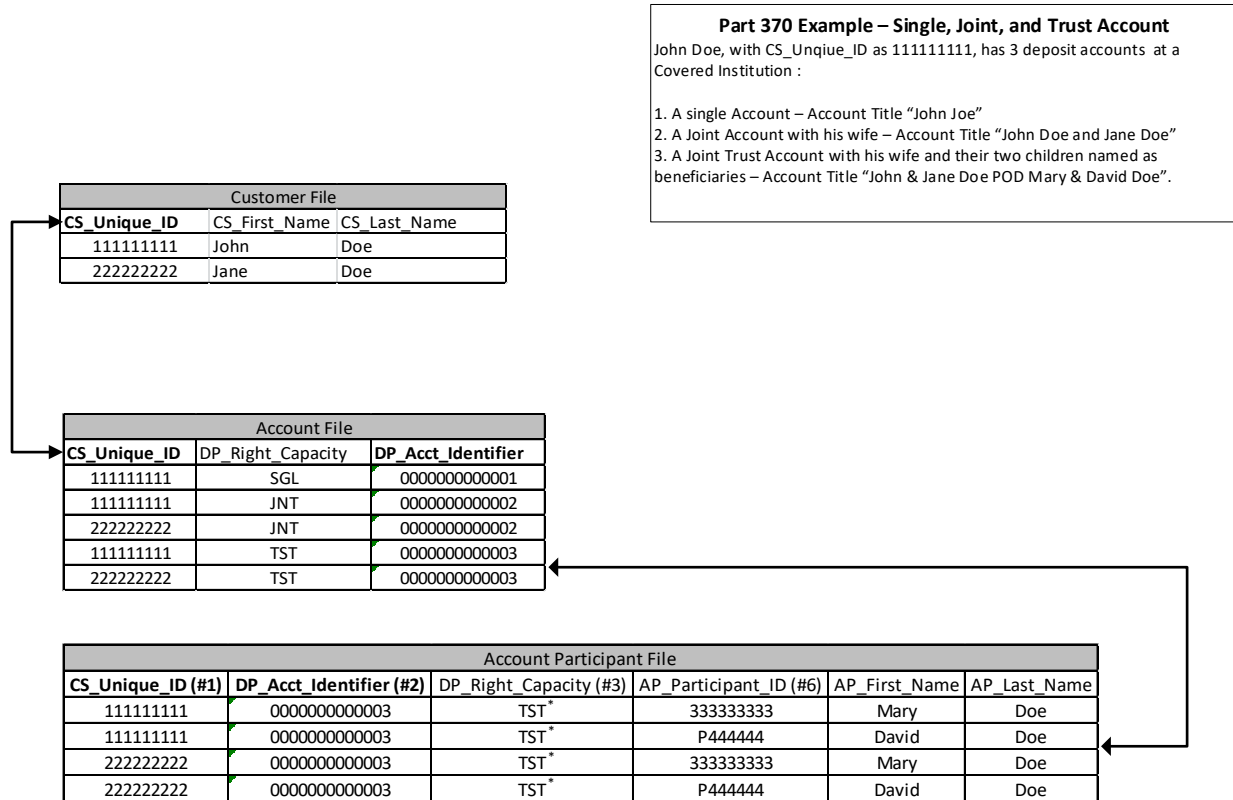 Part 370 Example – Single, Joint, and Trust Account
John Doe, with CS_Unqiue_ID as 111111111, has 3 deposit accounts at a
Covered Institution :
1. A single Account – Account Title “John Joe”
2. A Joint Account with his wife – Account Title “John Doe and Jane Doe”
3. A Joint Trust Account with his wife and their two children named as
beneficiaries – Account Title “John & Jane Doe POD Mary & David Doe”.
Customer File
CS_Unique_ID CS_First_Name CS_Last_Name
111111111 John Doe
222222222 Jane Doe
Account File
CS_Unique_ID DP_Right_Capacity DP_Acct_Identifier
111111111 SGL 0000000000001
111111111 JNT 0000000000002
222222222 JNT 0000000000002
111111111 TST 0000000000003
222222222 TST 0000000000003
Account Participant File
CS_Unique_ID (#1) DP_Acct_Identifier (#2) DP_Right_Capacity (#3) AP_Participant_ID (#6) AP_First_Name AP_Last_Name
111111111 0000000000003 TST* 333333333 Mary Doe
111111111 0000000000003 TST* P444444 David Doe
222222222 0000000000003 TST* 333333333 Mary Doe
222222222 0000000000003 TST* P444444 David Doe